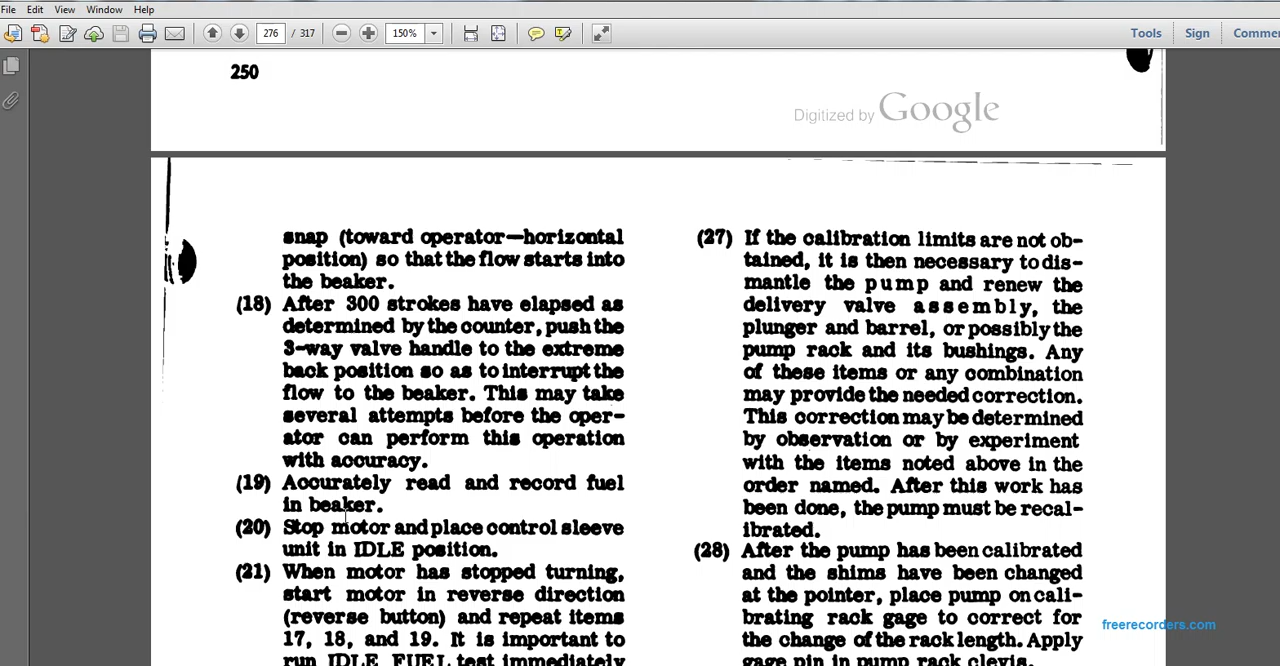 File Edit View Window Help
276 / 317 150% Tools Sign Commer
250
Digitized by Google
snap (toward operator—horizontal
position) so that the flow starts into
the beaker.
(18) After 300 strokes have elapsed as
determined by the counter, push the
3-way valve handle to the extreme
back position so as to interrupt the
flow to the beaker. This may take
several attempts before the oper-
ator can perform this operation
with accuracy.
(19) Accurately read and record fuel
in beaker.
(20) Stop motor and place control sleeve
unit in IDLE position.
(21) When motor has stopped turning,
start motor in reverse direction
(reverse button) and repeat items
17, 18, and 19. It is important to
run IDLE FUEL test immediately
(27) If the calibration limits are not ob-
tained, it is then necessary to dis-
mantle the pump and renew the
delivery valve assembly, the
plunger and barrel, or possibly the
pump rack and its bushings. Any
of these items or any combination
may provide the needed correction.
This correction may be determined
by observation or by experiment
with the items noted above in the
order named. After this work has
been done, the pump must be recal-
ibrated.
(28) After the pump has been calibrated
and the shims have been changed
at the pointer, place pump on cali-
brating rack gage to correct for
the change of the rack length. Apply
gage pin in pump rack clevis.
freerecorders.com